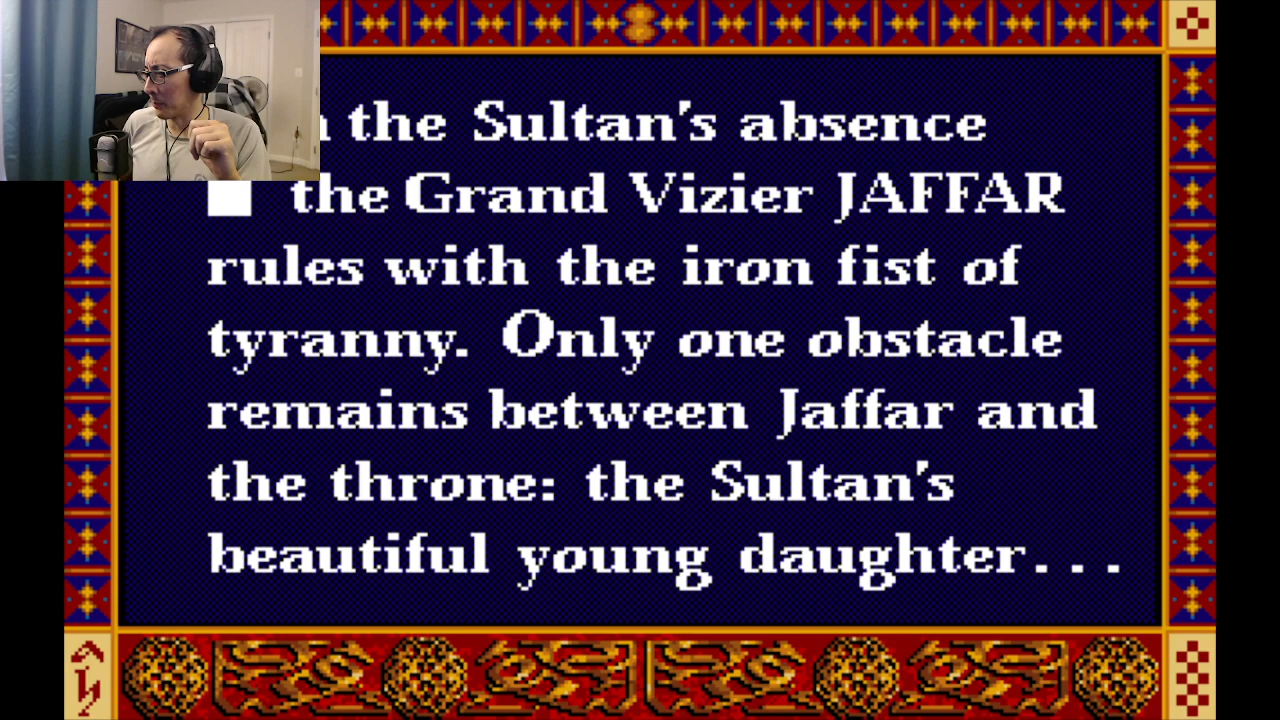 the Sultan's absence
the Grand Vizier JAFFAR
rules with the iron fist of
tyranny. Only one obstacle
remains between Jaffar and
the throne: the Sultan's
beautiful young daughter...